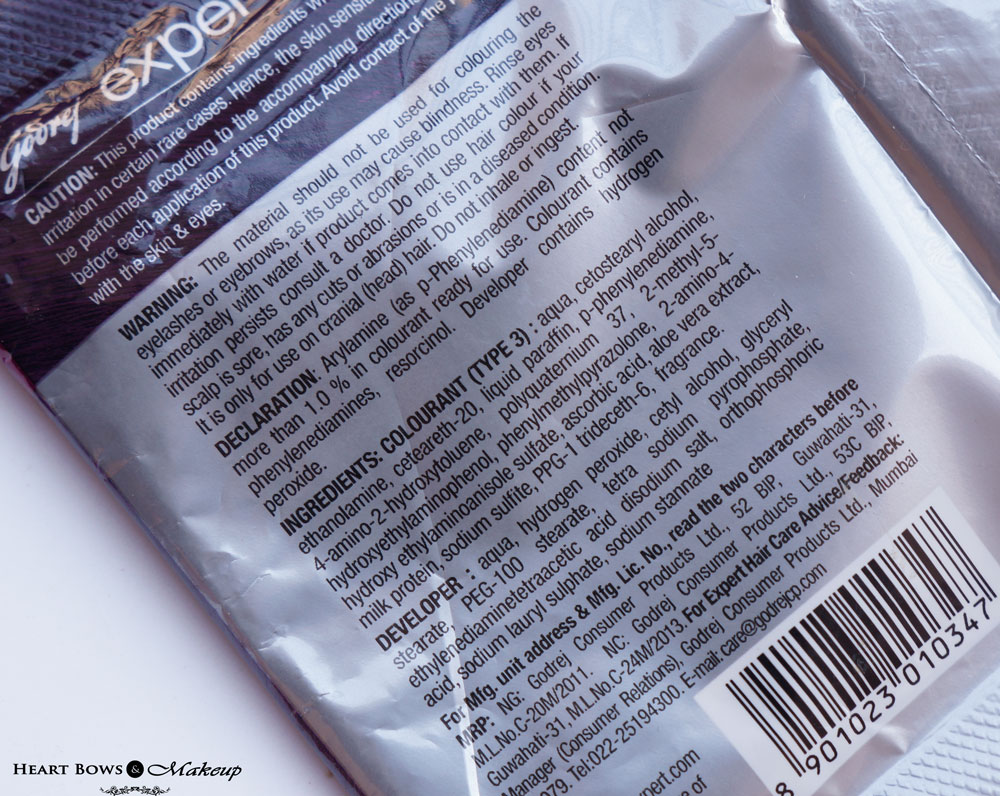 Godrej exper
CAUTION: This product contains ingredients w
irritation in certain rare cases. Hence, the skin sensi
be performed according to the accompanying direction
before each application of this product. Avoid contact of the
with the skin & eyes.
WARNING: The material should not be used for colouring the
eyelashes or eyebrows, as its use may cause blindness. Rinse eyes
immediately with water if product comes into contact with them. If
irritation persists consult a doctor. Do not use hair colour if your
scalp is sore, has any cuts or abrasions or is in a diseased condition.
It is only for use on cranial (head) hair. Do not inhale or ingest.
DECLARATION: Arylamine (as p-Phenylenediamine) content not
more than 1.0 % in colourant ready for use. Colourant contains
phenylenediamines, resorcinol. Developer contains hydrogen
peroxide.
INGREDIENTS: COLOURANT (TYPE 3) : aqua, cetostearyl alcohol,
ethanolamine, ceteareth-20, liquid paraffin, p-phenylenediamine,
4-amino-2-hydroxytoluene, polyquaternium 37, 2-methyl-5-
hydroxyethylaminophenol, phenylmethylpyrazolone, 2-amino-4-
hydroxy ethylaminoanisole sulfate, ascorbic acid, aloe vera extract,
milk protein, sodium sulfite, PPG-1 trideceth-6, fragrance.
DEVELOPER : aqua, hydrogen peroxide, cetyl alcohol, glyceryl
stearate, PEG-100 stearate, tetra sodium pyrophosphate,
ethylenediaminetetraacetic acid disodium salt, orthophosphoric
acid, sodium lauryl sulphate, sodium stannate
For Mfg. unit address & Mfg. Lic. No., read the two characters before
MRP: NG: Godrej Consumer Products Ltd., 52 BIP, Guwahati-31,
M.L.No.C-20M/2011. NC: Godrej Consumer Products Ltd., 53C BIP,
Guwahati-31, M.L.No.C-24M/2013. For Expert Hair Care Advice/Feedback:
Manager (Consumer Relations), Godrej Consumer Products Ltd., Mumbai
079. Tel:022-25194300. E-mail: care@godrejcp.com
xpert.com
e of
8 901023 010347
HEART BOWS & Makeup